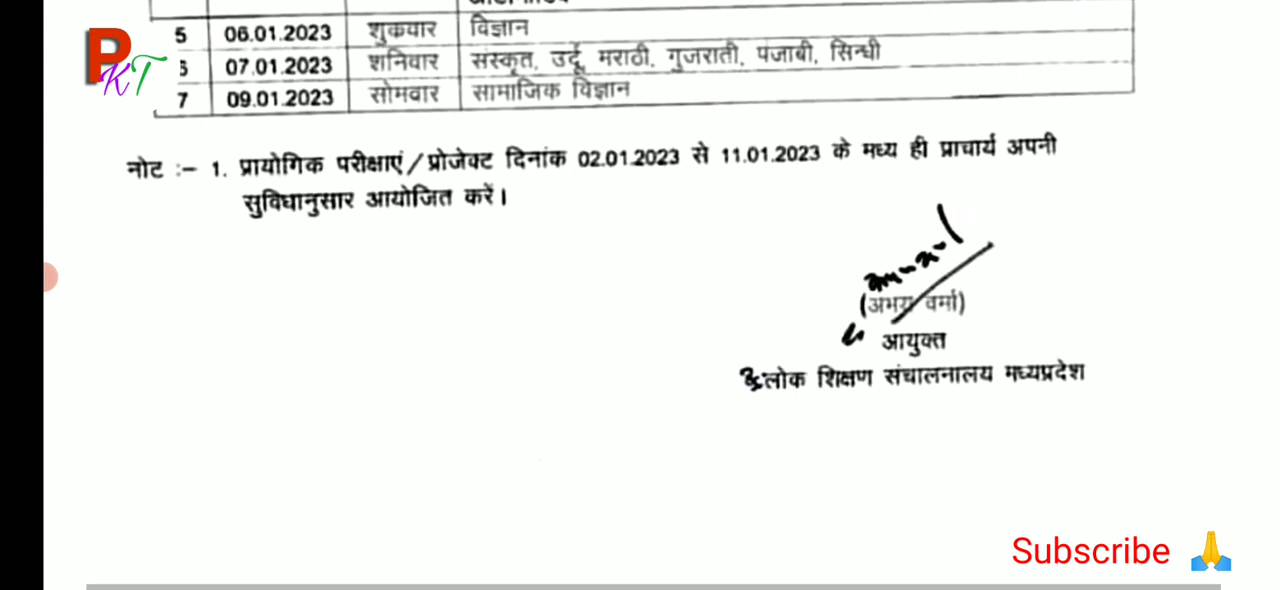 5 06.01.2023 शुक्रवार विज्ञान
6 07.01.2023 शनिवार संस्कृत, उर्दू, मराठी, गुजराती, पंजाबी, सिन्धी
7 09.01.2023 सोमवार सामाजिक विज्ञान
PKT
नोट :– 1. प्रायोगिक परीक्षाएं/प्रोजेक्ट दिनांक 02.01.2023 से 11.01.2023 के मध्य ही प्राचार्य अपनी
सुविधानुसार आयोजित करें।
(अभय वर्मा)
आयुक्त
लोक शिक्षण संचालनालय मध्यप्रदेश
Subscribe 🙏